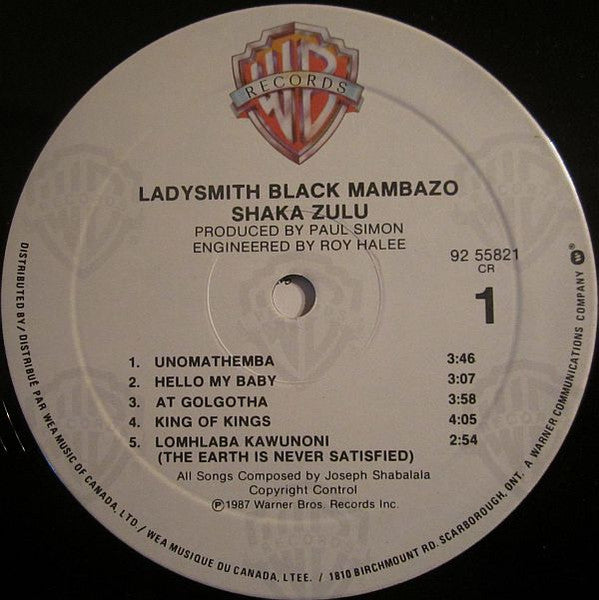 WB
RECORDS
LADYSMITH BLACK MAMBAZO
SHAKA ZULU
PRODUCED BY PAUL SIMON
ENGINEERED BY ROY HALEE
92 55821
CR
1
1. UNOMATHEMBA 3:46
2. HELLO MY BABY 3:07
3. AT GOLGOTHA 3:58
4. KING OF KINGS 4:05
5. LOMHLABA KAWUNONI 2:54
(THE EARTH IS NEVER SATISFIED)
All Songs Composed by Joseph Shabalala
Copyright Control
℗1987 Warner Bros. Records Inc.
DISTRIBUTED BY / DISTRIBUÉ PAR WEA MUSIC OF CANADA, LTD. / WEA MUSIQUE DU CANADA, LTEE. / 1810 BIRCHMOUNT RD. SCARBOROUGH, ONT. A WARNER COMMUNICATIONS COMPANY ®